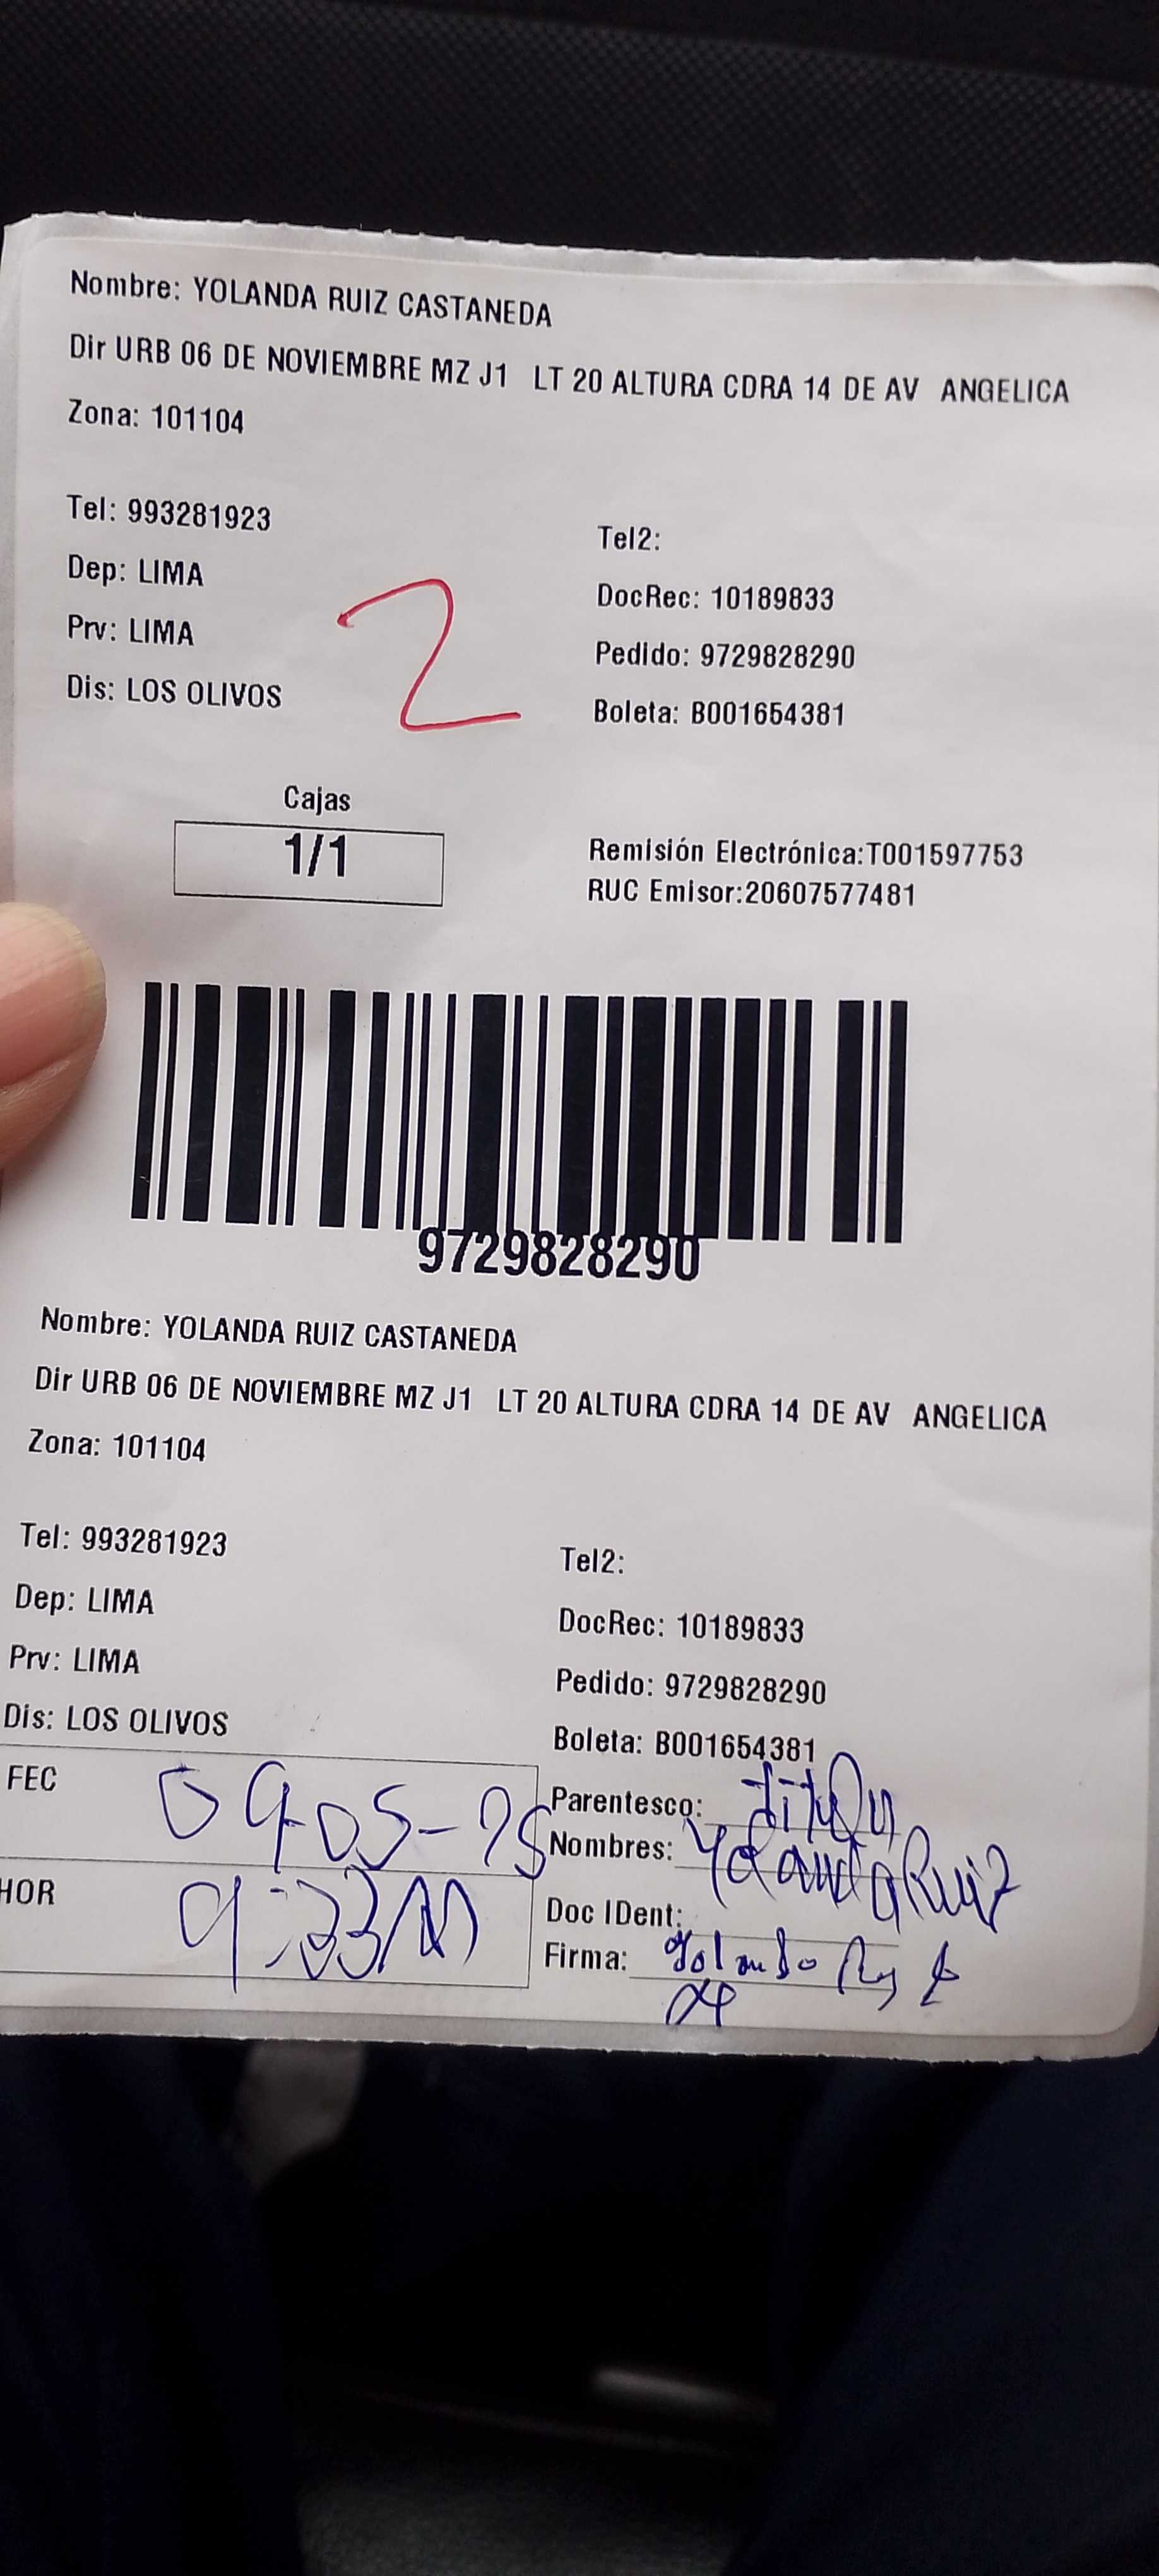 Nombre: YOLANDA RUIZ CASTANEDA
Dir URB 06 DE NOVIEMBRE MZ J1 LT 20 ALTURA CDRA 14 DE AV ANGELICA
Zona: 101104
Tel: 993281923
Tel2:
Dep: LIMA
DocRec: 10189833
Prv: LIMA
Pedido: 9729828290
Dis: LOS OLIVOS
Boleta: B001654381
2
Cajas
1/1
Remisión Electrónica:T001597753
RUC Emisor:20607577481
9729828290
Nombre: YOLANDA RUIZ CASTANEDA
Dir URB 06 DE NOVIEMBRE MZ J1 LT 20 ALTURA CDRA 14 DE AV ANGELICA
Zona: 101104
Tel: 993281923
Tel2:
Dep: LIMA
DocRec: 10189833
Prv: LIMA
Pedido: 9729828290
Dis: LOS OLIVOS
Boleta: B001654381
FEC 09-05-25
Parentesco:
Nombres: Yolanda Ruiz
HOR 9:33
Doc IDent:
Firma: